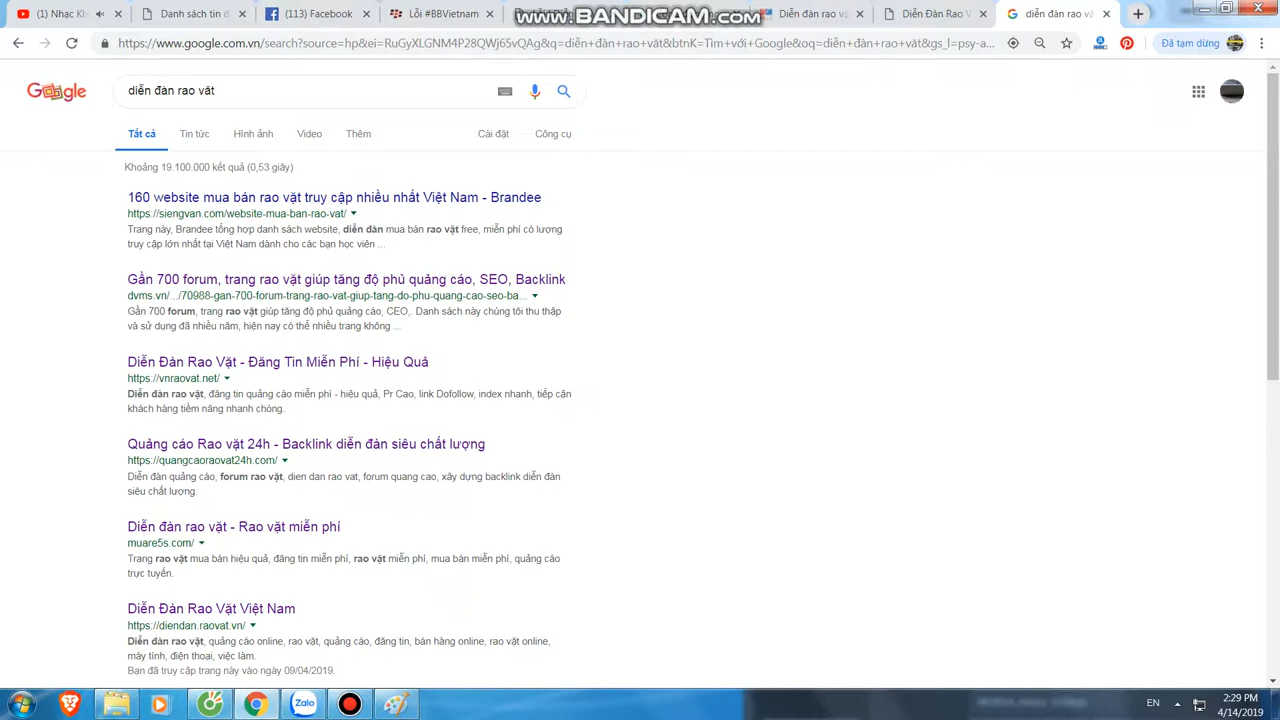 (1) Nhạc Kh
Danh sách tin đ
(113) Facebook
Lỗi #BBVietnam
www.BANDICAM.com
Diễn đàn rao v
Diễn Đàn Rao V
diễn đàn rao vă
https://www.google.com.vn/search?source=hp&ei=RuGyXLCNM4P28QWj65vQAg&q=diễn+đàn+rao+văt&btnK=Tìm+với+Google&oq=diễn+đàn+rao+văt&gs_l=psy-a...
Đã tạm dừng
Google
diễn đàn rao văt
Tất cả
Tin tức
Hình ảnh
Video
Thêm
Cài đặt
Công cụ
Khoảng 19.100.000 kết quả (0,53 giây)
160 website mua bán rao vặt truy cập nhiều nhất Việt Nam - Brandee
https://siengvan.com/website-mua-ban-rao-vat/
Trang này, Brandee tổng hợp danh sách website, diễn đàn mua bán rao vặt free, miễn phí có lượng
truy cập lớn nhất tại Việt Nam dành cho các bạn học viên ...
Gần 700 forum, trang rao vặt giúp tăng độ phủ quảng cáo, SEO, Backlink
dvms.vn/.../70988-gan-700-forum-trang-rao-vat-giup-tang-do-phu-quang-cao-seo-ba...
Gần 700 forum, trang rao vặt giúp tăng độ phủ quảng cáo, CEO,. Danh sách này chúng tôi thu thập
và sử dụng đã nhiều năm, hiện nay có thể nhiều trang không ...
Diễn Đàn Rao Vặt - Đăng Tin Miễn Phí - Hiệu Quả
https://vnraovat.net/
Diễn đàn rao vặt, đăng tin quảng cáo miễn phí - hiệu quả, Pr Cao, link Dofollow, index nhanh, tiếp cận
khách hàng tiềm năng nhanh chóng.
Quảng cáo Rao vặt 24h - Backlink diễn đàn siêu chất lượng
https://quangcaoraovat24h.com/
Diễn đàn quảng cáo, forum rao vặt, dien dan rao vat, forum quang cao, xây dựng backlink diễn đàn
siêu chất lượng.
Diễn đàn rao vặt - Rao vặt miễn phí
muare5s.com/
Trang rao vặt mua bán hiệu quả, đăng tin miễn phí, rao vặt miễn phí, mua bán miễn phí, quảng cáo
trực tuyến.
Diễn Đàn Rao Vặt Việt Nam
https://diendan.raovat.vn/
Diễn đàn rao vặt, quảng cáo online, rao vặt, quảng cáo, đăng tin, bán hàng online, rao vặt online,
máy tính, điện thoại, việc làm.
Bạn đã truy cập trang này vào ngày 09/04/2019.
Zalo
EN
2:29 PM
4/14/2019